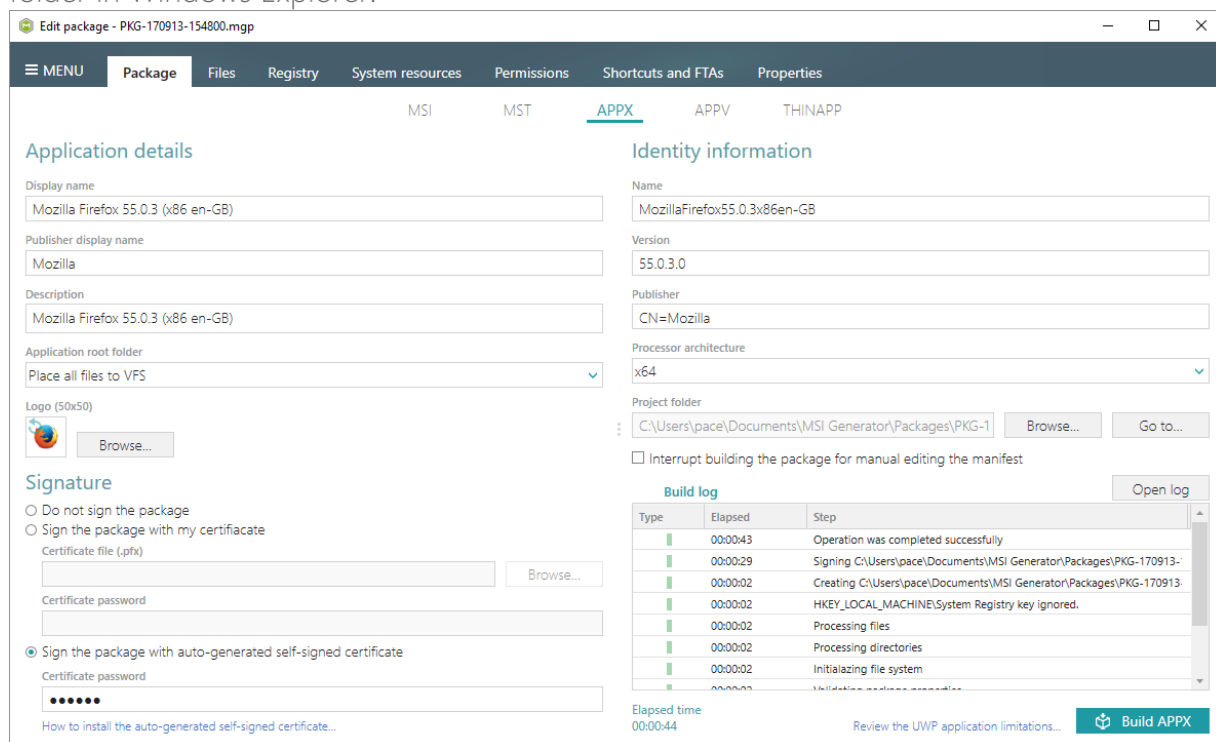 folder in Windows Explorer.
Edit package - PKG-170913-154800.mgp
MENU Package Files Registry System resources Permissions Shortcuts and FTAs Properties
MSI MST APPX APPV THINAPP
Application details
Display name
Mozilla Firefox 55.0.3 (x86 en-GB)
Publisher display name
Mozilla
Description
Mozilla Firefox 55.0.3 (x86 en-GB)
Application root folder
Place all files to VFS
Logo (50x50)
Browse...
Signature
Do not sign the package
Sign the package with my certifiacate
Certificate file (.pfx)
Browse...
Certificate password
Sign the package with auto-generated self-signed certificate
Certificate password
●●●●●●
How to install the auto-generated self-signed certificate...
Identity information
Name
MozillaFirefox55.0.3x86en-GB
Version
55.0.3.0
Publisher
CN=Mozilla
Processor architecture
x64
Project folder
C:\Users\pace\Documents\MSI Generator\Packages\PKG-1 Browse... Go to...
Interrupt building the package for manual editing the manifest
Build log Open log
Type Elapsed Step
00:00:43 Operation was completed successfully
00:00:29 Signing C:\Users\pace\Documents\MSI Generator\Packages\PKG-170913-
00:00:02 Creating C:\Users\pace\Documents\MSI Generator\Packages\PKG-170913-
00:00:02 HKEY_LOCAL_MACHINE\System Registry key ignored.
00:00:02 Processing files
00:00:02 Processing directories
00:00:02 Initialazing file system
00:00:02 Validating package properties
Elapsed time
00:00:44
Review the UWP application limitations...
Build APPX